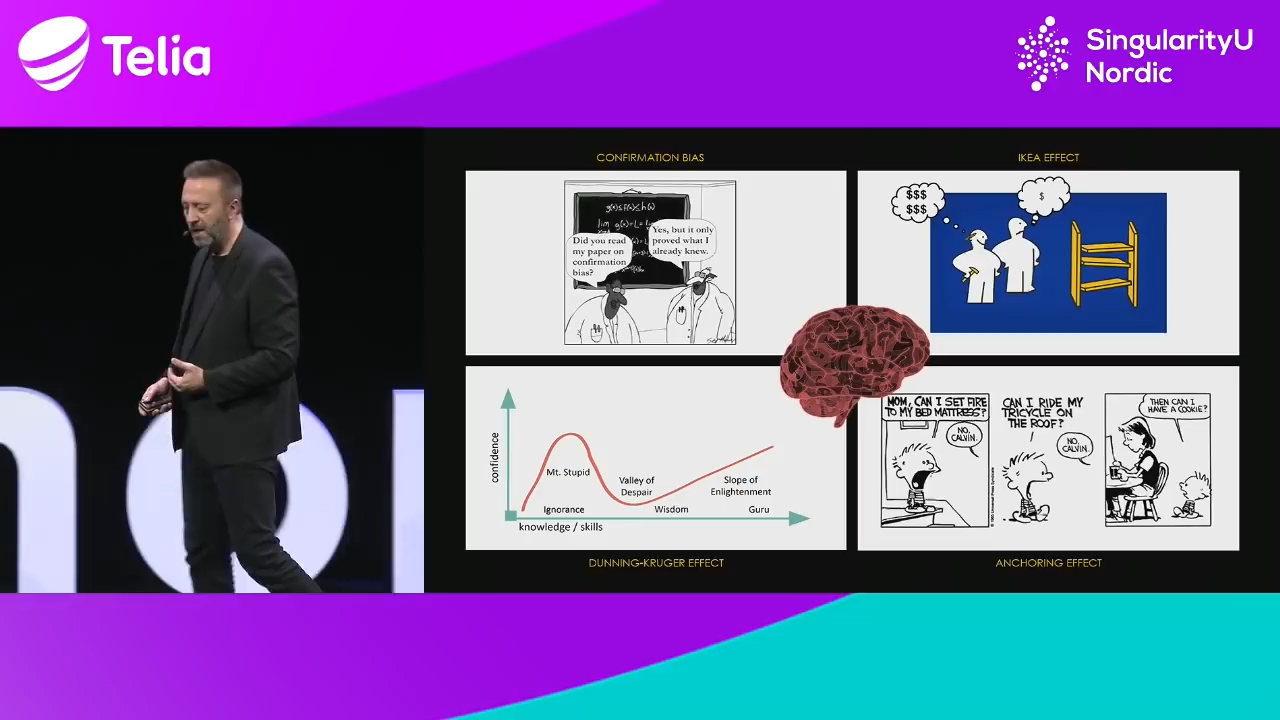 Telia
SingularityU
Nordic
CONFIRMATION BIAS
IKEA EFFECT
Did you read
my paper on
confirmation
bias?
Yes, but it only
proved what I
already knew.
$$$
$$$
$
confidence
Mt. Stupid
Valley of
Despair
Slope of
Enlightenment
Ignorance
Wisdom
Guru
knowledge / skills
MOM, CAN I SET FIRE
TO MY BED MATTRESS?
NO,
CALVIN.
CAN I RIDE MY
TRICYCLE ON
THE ROOF?
NO,
CALVIN.
THEN CAN I
HAVE A COOKIE?
DUNNING-KRUGER EFFECT
ANCHORING EFFECT